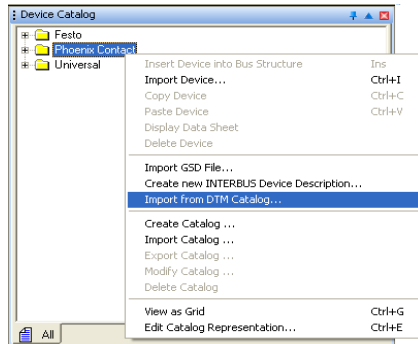 Device Catalog
Festo
Phoenix Contact
Universal
Insert Device into Bus Structure Ins
Import Device... Ctrl+I
Copy Device Ctrl+C
Paste Device Ctrl+V
Display Data Sheet
Delete Device
Import GSD File...
Create new INTERBUS Device Description...
Import from DTM Catalog...
Create Catalog ...
Import Catalog ...
Export Catalog ...
Modify Catalog ...
Delete Catalog
View as Grid Ctrl+G
Edit Catalog Representation... Ctrl+E
All